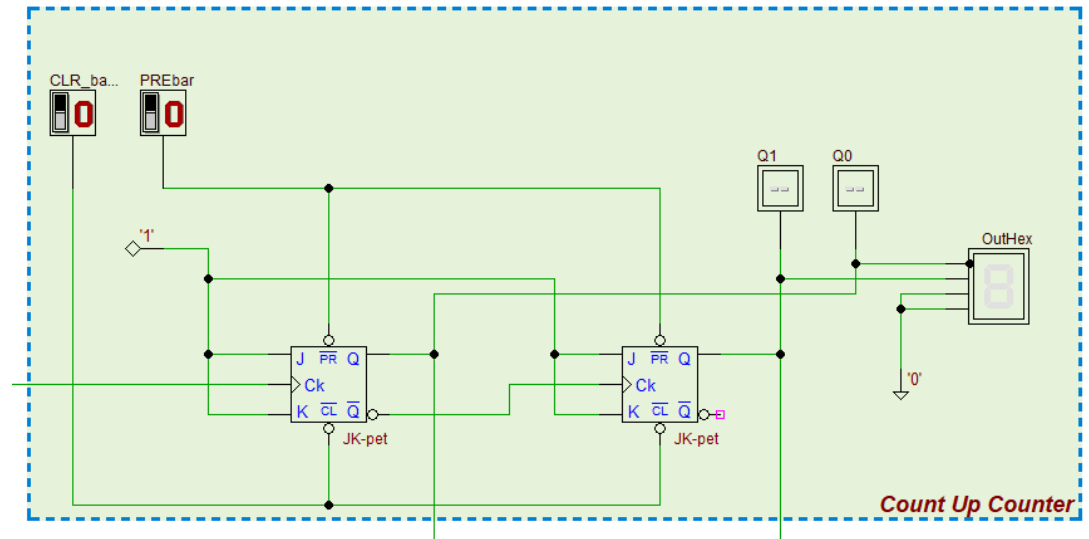 CLR_ba...
PREbar
0
0
Q1
Q0
--
--
'1'
OutHex
8
J PR Q
Ck
K CL Q
JK-pet
J PR Q
Ck
K CL Q
JK-pet
'0'
Count Up Counter